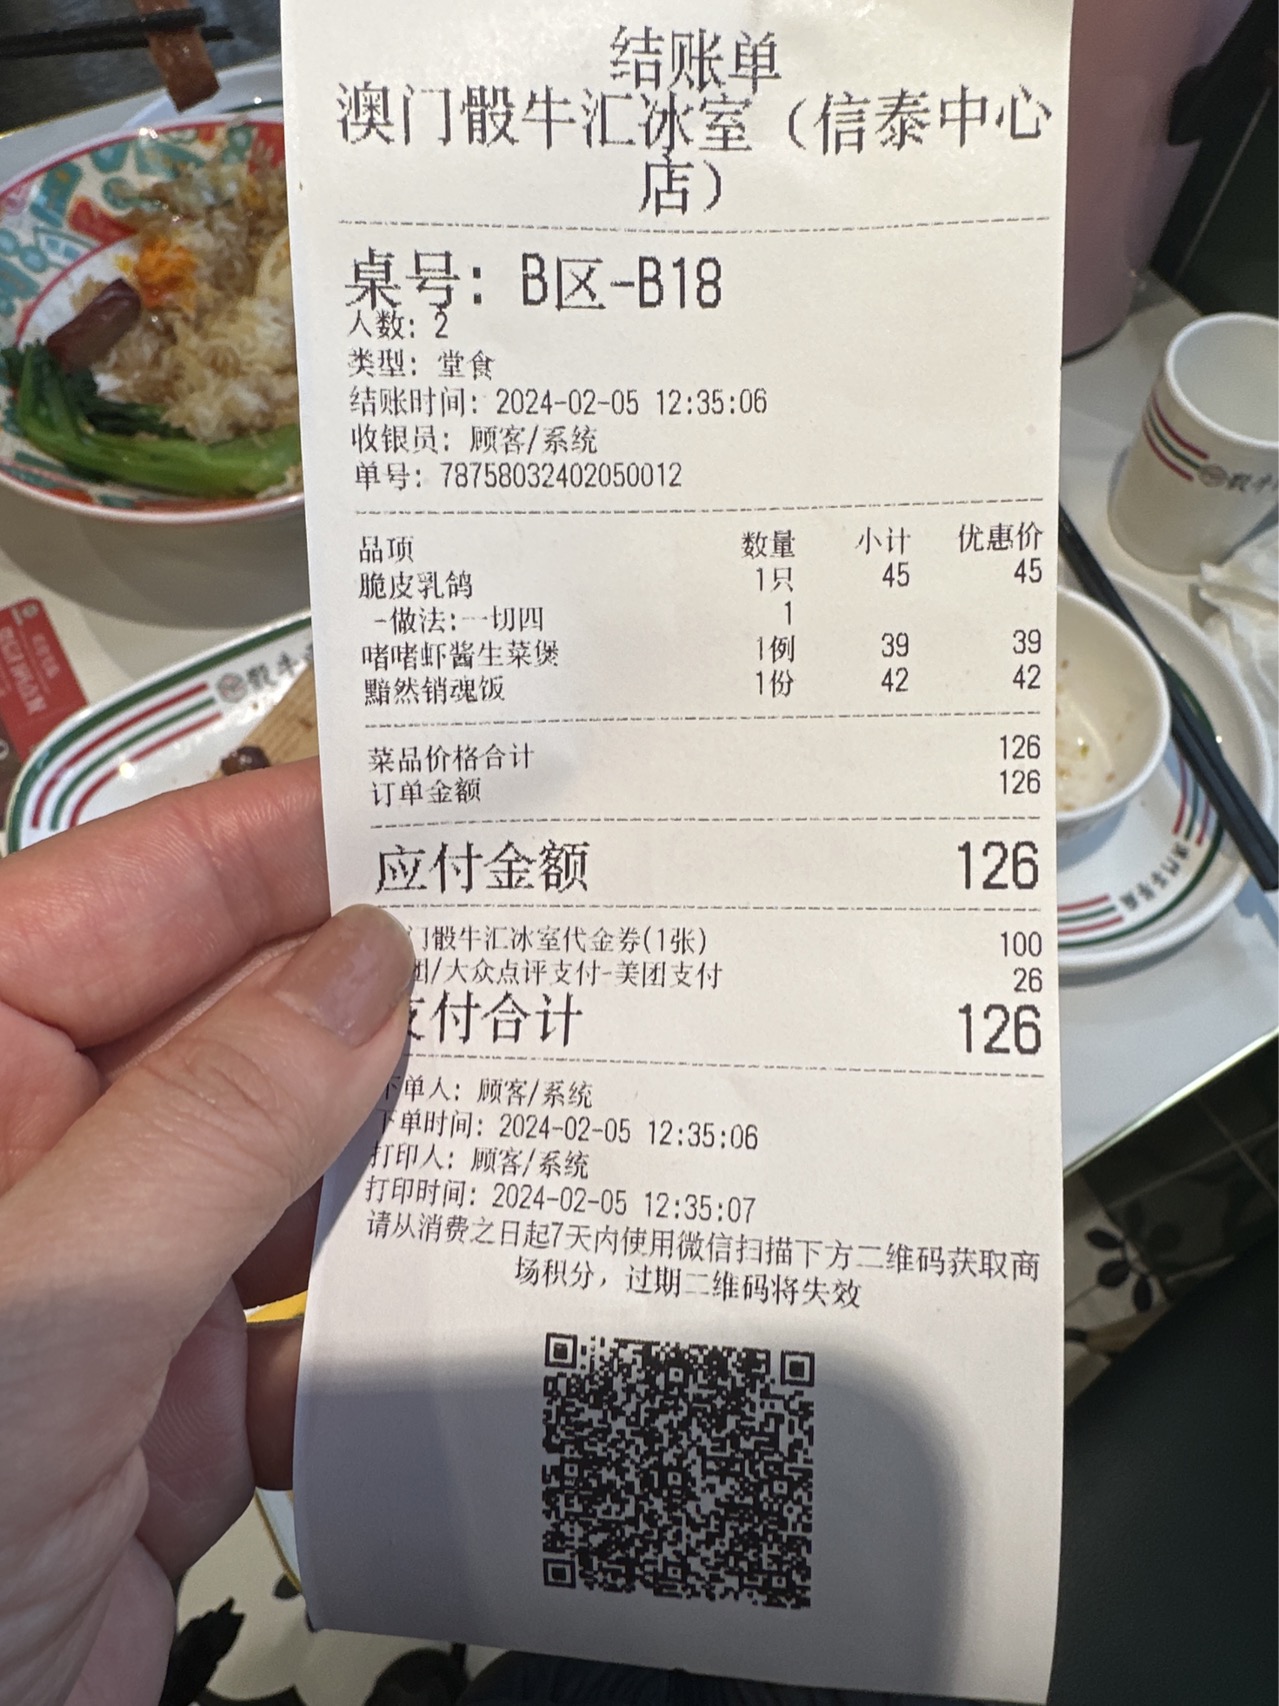 结账单
澳门骰牛汇冰室（信泰中心
店）
桌号：B区-B18
人数：2
类型：堂食
结账时间：2024-02-05 12:35:06
收银员：顾客/系统
单号：78758032402050012
品项 数量 小计 优惠价
脆皮乳鸽 1只 45 45
-做法:一切四 1
啫啫虾酱生菜煲 1例 39 39
黯然销魂饭 1份 42 42
菜品价格合计 126
订单金额 126
应付金额 126
门骰牛汇冰室代金券(1张) 100
团/大众点评支付-美团支付 26
支付合计 126
下单人：顾客/系统
下单时间：2024-02-05 12:35:06
打印人：顾客/系统
打印时间：2024-02-05 12:35:07
请从消费之日起7天内使用微信扫描下方二维码获取商
场积分，过期二维码将失效
骰牛
骰牛